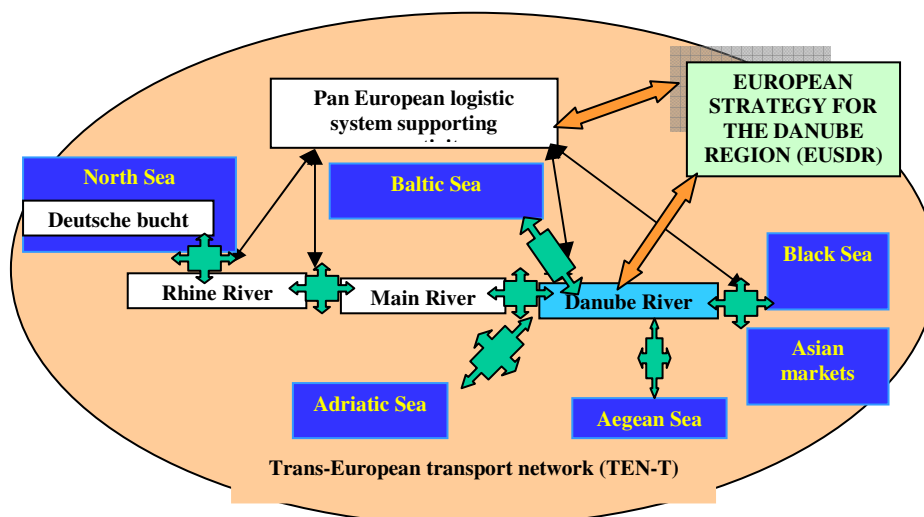 Pan European logistic
system supporting
EUROPEAN
STRATEGY FOR
THE DANUBE
REGION (EUSDR)
North Sea
Deutsche bucht
Baltic Sea
Rhine River
Main River
Danube River
Black Sea
Asian
markets
Adriatic Sea
Aegean Sea
Trans-European transport network (TEN-T)